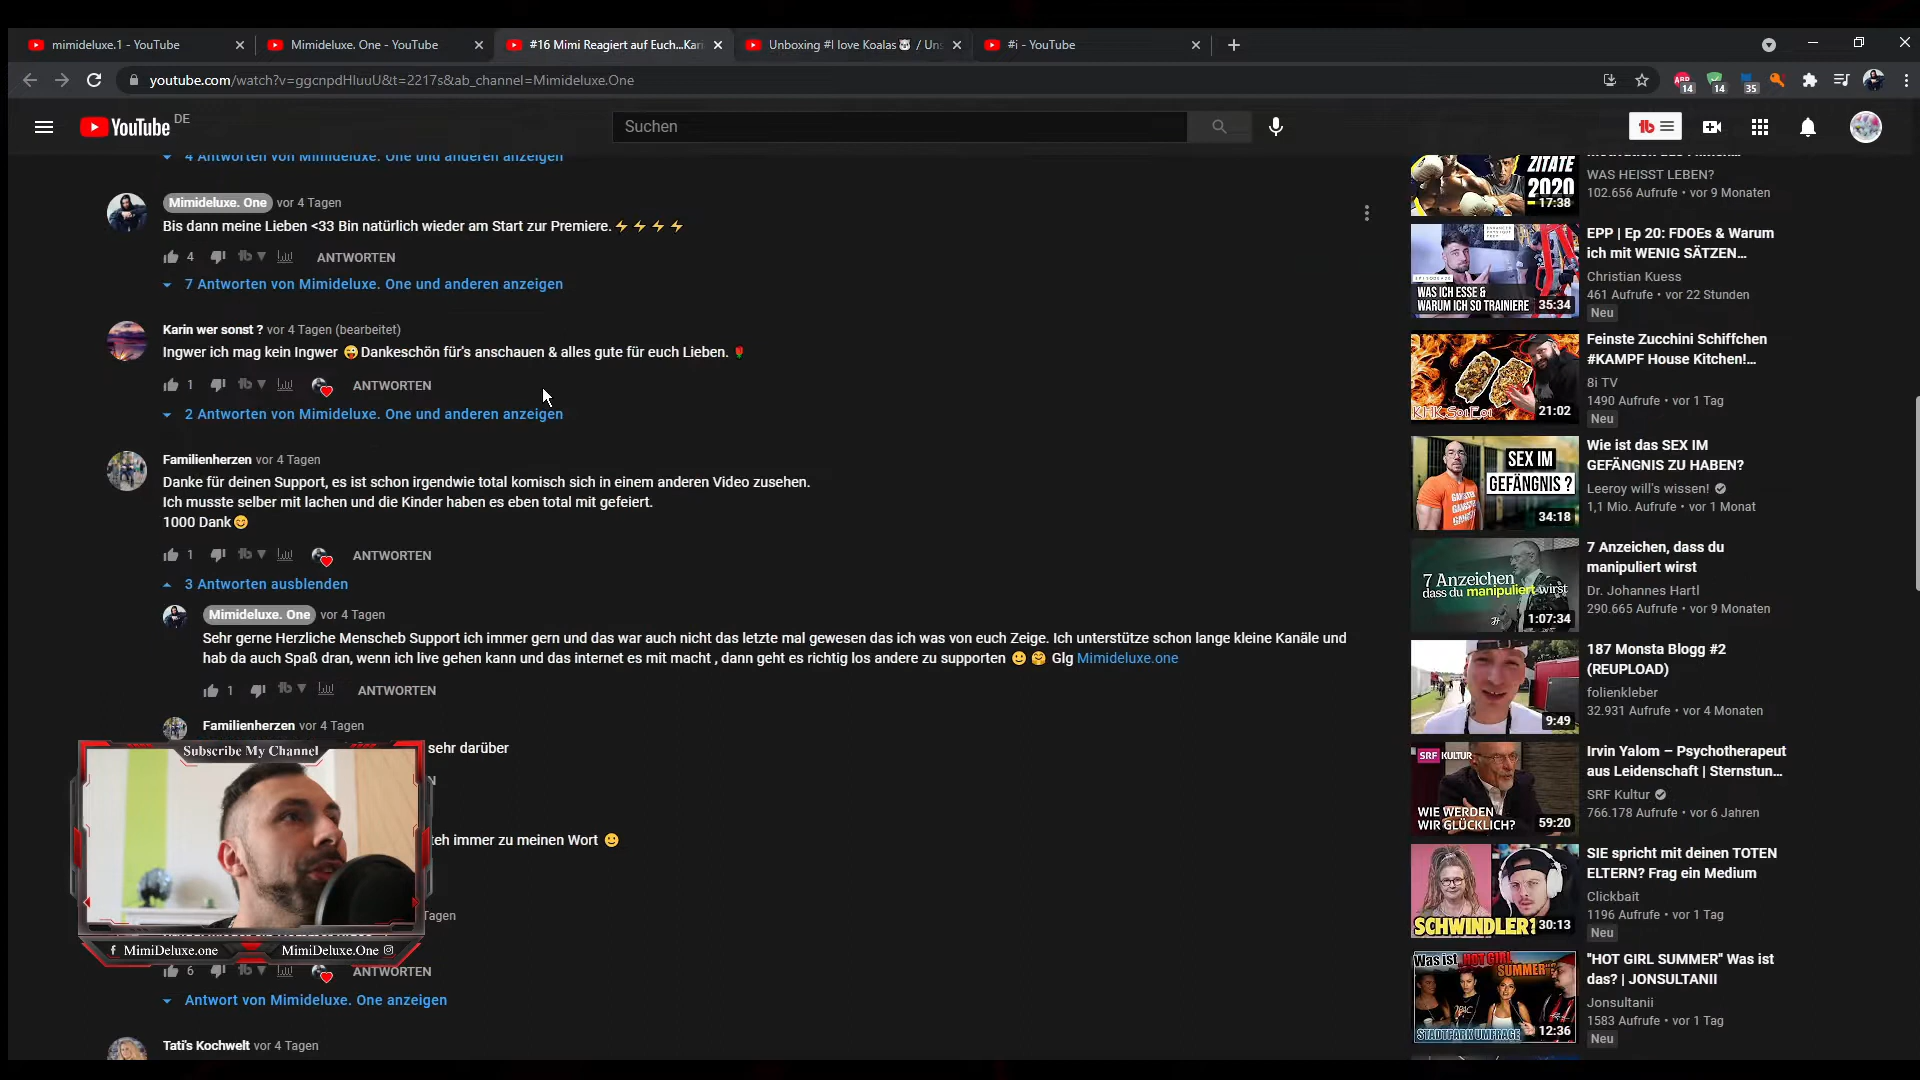 mimideluxe.1 - YouTube
Mimideluxe. One - YouTube
#16 Mimi Reagiert auf Euch...Kari
Unboxing #I love Koalas🐨 / Uns
#i - YouTube
youtube.com/watch?v=ggcnpdHIuuU&t=2217s&ab_channel=Mimideluxe.One
14
14
35
YouTube DE
Suchen
4 Antworten von Mimideluxe. One und anderen anzeigen
Mimideluxe. One vor 4 Tagen
Bis dann meine Lieben <33 Bin natürlich wieder am Start zur Premiere. ⚡ ⚡ ⚡ ⚡
4 ANTWORTEN
7 Antworten von Mimideluxe. One und anderen anzeigen
Karin wer sonst ? vor 4 Tagen (bearbeitet)
Ingwer ich mag kein Ingwer 😜Dankeschön für's anschauen & alles gute für euch Lieben. 🌹
1 ANTWORTEN
2 Antworten von Mimideluxe. One und anderen anzeigen
Familienherzen vor 4 Tagen
Danke für deinen Support, es ist schon irgendwie total komisch sich in einem anderen Video zusehen.
Ich musste selber mit lachen und die Kinder haben es eben total mit gefeiert.
1000 Dank😊
1 ANTWORTEN
3 Antworten ausblenden
Mimideluxe. One vor 4 Tagen
Sehr gerne Herzliche Menscheb Support ich immer gern und das war auch nicht das letzte mal gewesen das ich was von euch Zeige. Ich unterstütze schon lange kleine Kanäle und
hab da auch Spaß dran, wenn ich live gehen kann und das internet es mit macht , dann geht es richtig los andere zu supporten 🙂 🤗 Glg Mimideluxe.one
1 ANTWORTEN
Familienherzen vor 4 Tagen
sehr darüber
N
teh immer zu meinen Wort 🙂
Tagen
6 ANTWORTEN
Antwort von Mimideluxe. One anzeigen
Tati's Kochwelt vor 4 Tagen
Subscribe My Channel
MimiDeluxe.one
MimiDeluxe.One
ZITATE
2020
17:38
WAS HEISST LEBEN?
102.656 Aufrufe • vor 9 Monaten
WAS ICH ESSE &
WARUM ICH SO TRAINIERE
35:34
EPP | Ep 20: FDOEs & Warum
ich mit WENIG SÄTZEN...
Christian Kuess
461 Aufrufe • vor 22 Stunden
Neu
KHK S01E01
21:02
Feinste Zucchini Schiffchen
#KAMPF House Kitchen!...
8i TV
1490 Aufrufe • vor 1 Tag
Neu
SEX IM
GEFÄNGNIS ?
34:18
Wie ist das SEX IM
GEFÄNGNIS ZU HABEN?
Leeroy will's wissen!
1,1 Mio. Aufrufe • vor 1 Monat
7 Anzeichen
dass du manipuliert wirst
1:07:34
7 Anzeichen, dass du
manipuliert wirst
Dr. Johannes Hartl
290.665 Aufrufe • vor 9 Monaten
9:49
187 Monsta Blogg #2
(REUPLOAD)
folienkleber
32.931 Aufrufe • vor 4 Monaten
SRF KULTUR
WIE WERDEN
WIR GLÜCKLICH?
59:20
Irvin Yalom – Psychotherapeut
aus Leidenschaft | Sternstun...
SRF Kultur
766.178 Aufrufe • vor 6 Jahren
SCHWINDLER?
30:13
SIE spricht mit deinen TOTEN
ELTERN? Frag ein Medium
Clickbait
1196 Aufrufe • vor 1 Tag
Neu
Was ist "HOT GIRL
SUMMER"?
STADTPARK UMFRAGE
12:36
"HOT GIRL SUMMER" Was ist
das? | JONSULTANII
Jonsultanii
1583 Aufrufe • vor 1 Tag
Neu